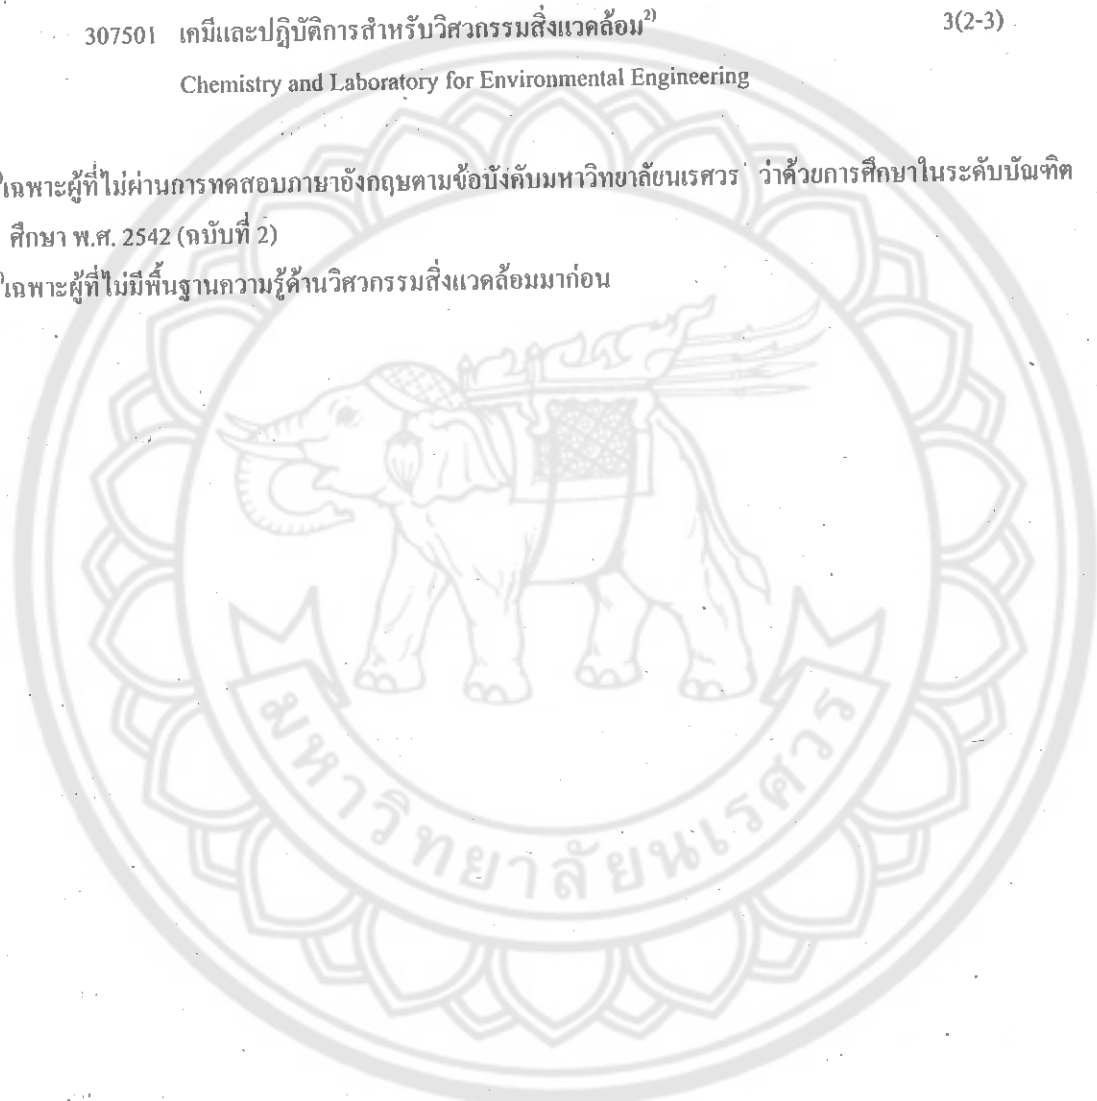 307501 เคมีและปฏิบัติการสำหรับวิศวกรรมสิ่งแวดล้อม²⁾ 3(2-3)
Chemistry and Laboratory for Environmental Engineering
เฉพาะผู้ที่ไม่ผ่านการทดสอบภาษาอังกฤษตามข้อบังคับมหาวิทยาลัยนเรศวร ว่าด้วยการศึกษาในระดับบัณฑิต
ศึกษา พ.ศ. 2542 (ฉบับที่ 2)
เฉพาะผู้ที่ไม่มีพื้นฐานความรู้ด้านวิศวกรรมสิ่งแวดล้อมมาก่อน
มหาวิทยาลัยนเรศวร